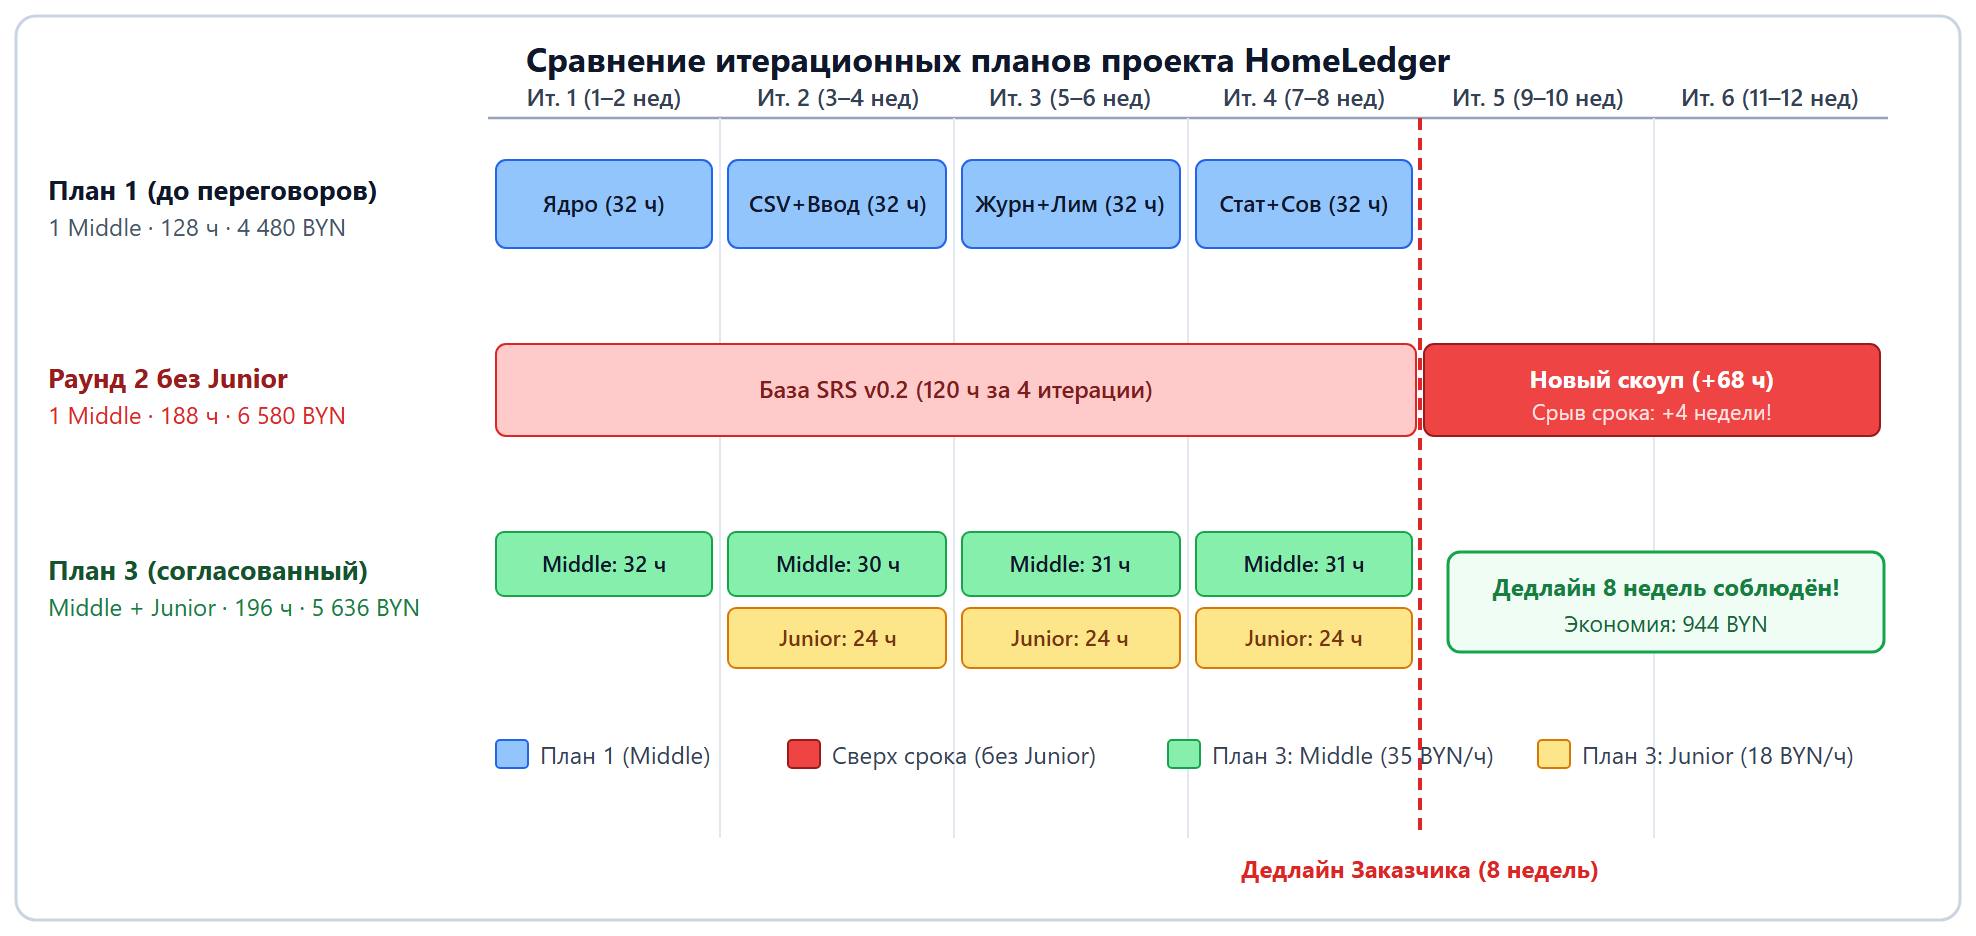 Сравнение итерационных планов проекта HomeLedger
Ит. 1 (1–2 нед)
Ит. 2 (3–4 нед)
Ит. 3 (5–6 нед)
Ит. 4 (7–8 нед)
Ит. 5 (9–10 нед)
Ит. 6 (11–12 нед)
План 1 (до переговоров)
1 Middle · 128 ч · 4 480 BYN
Ядро (32 ч)
CSV+Ввод (32 ч)
Журн+Лим (32 ч)
Стат+Сов (32 ч)
Раунд 2 без Junior
1 Middle · 188 ч · 6 580 BYN
База SRS v0.2 (120 ч за 4 итерации)
Новый скоуп (+68 ч)
Срыв срока: +4 недели!
План 3 (согласованный)
Middle + Junior · 196 ч · 5 636 BYN
Middle: 32 ч
Middle: 30 ч
Middle: 31 ч
Middle: 31 ч
Junior: 24 ч
Junior: 24 ч
Junior: 24 ч
Дедлайн 8 недель соблюдён!
Экономия: 944 BYN
План 1 (Middle)
Сверх срока (без Junior)
План 3: Middle (35 BYN/ч)
План 3: Junior (18 BYN/ч)
Дедлайн Заказчика (8 недель)